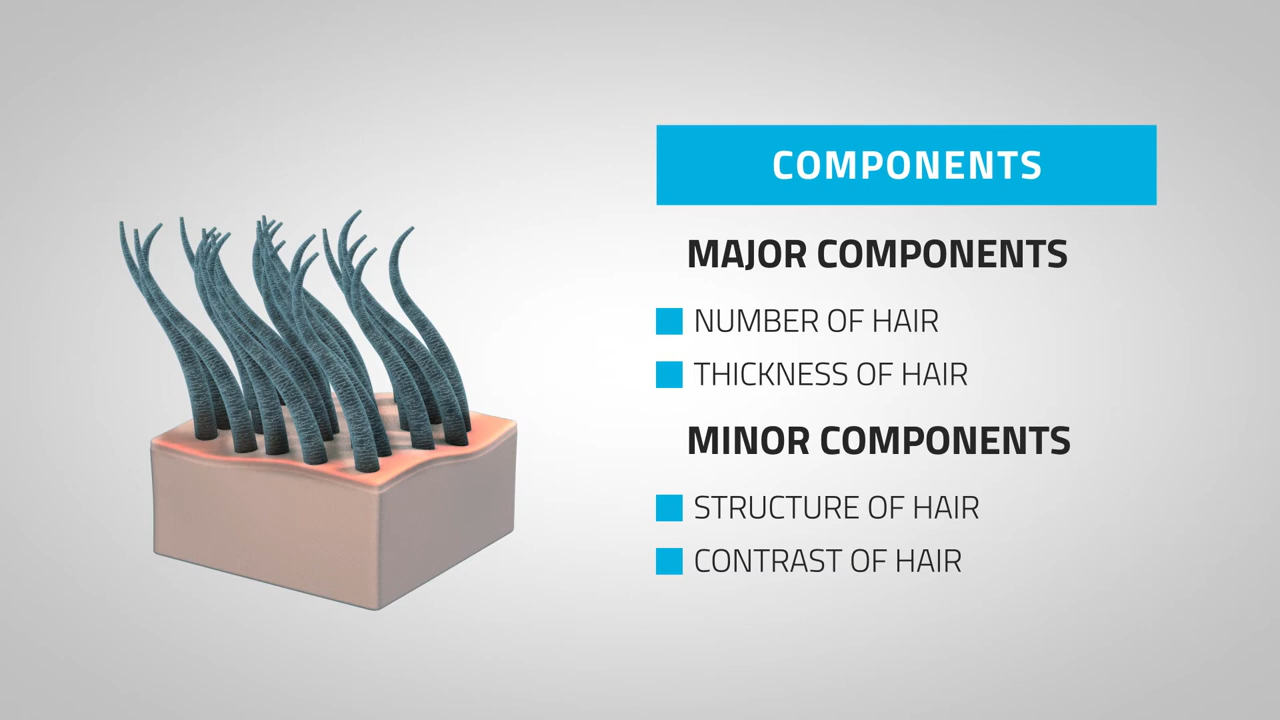 COMPONENTS
MAJOR COMPONENTS
NUMBER OF HAIR
THICKNESS OF HAIR
MINOR COMPONENTS
STRUCTURE OF HAIR
CONTRAST OF HAIR